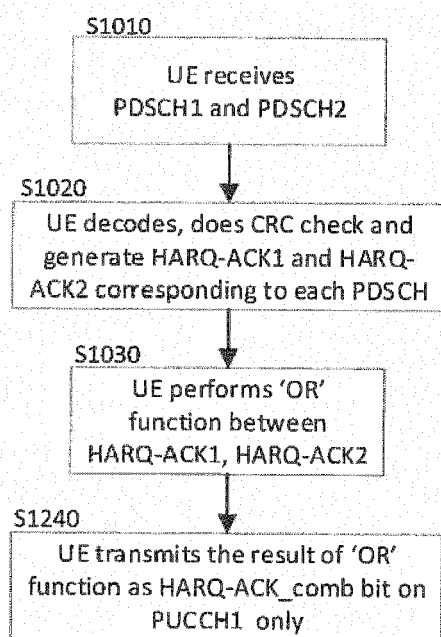 S1010
UE receives
PDSCH1 and PDSCH2
S1020
UE decodes, does CRC check and
generate HARQ-ACK1 and HARQ-
ACK2 corresponding to each PDSCH
S1030
UE performs ‘OR’
function between
HARQ-ACK1, HARQ-ACK2
S1240
UE transmits the result of ‘OR’
function as HARQ-ACK_comb bit on
PUCCH1 only